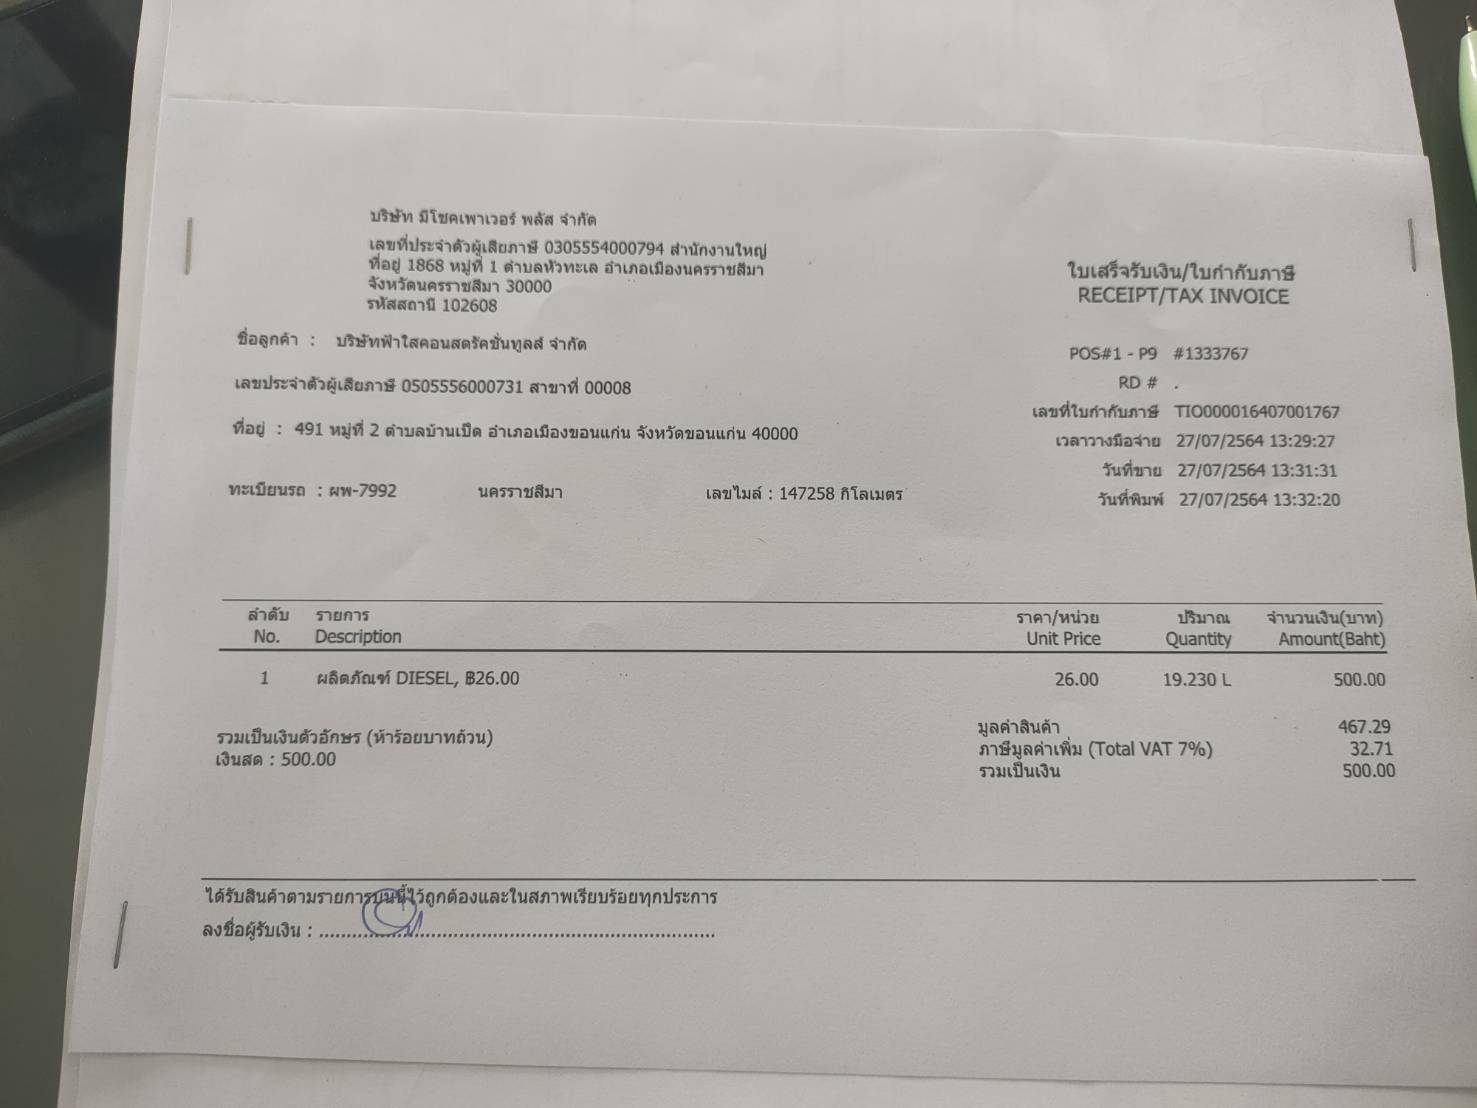 บริษัท มีโชคเพาเวอร์ พลัส จำกัด
เลขที่ประจำตัวผู้เสียภาษี 0305554000794 สำนักงานใหญ่
ที่อยู่ 1868 หมู่ที่ 1 ตำบลหัวทะเล อำเภอเมืองนครราชสีมา
จังหวัดนครราชสีมา 30000
รหัสสถานี 102608
ใบเสร็จรับเงิน/ใบกำกับภาษี
RECEIPT/TAX INVOICE
ชื่อลูกค้า : บริษัทฟ้าใสคอนสตรัคชั่นทูลส์ จำกัด
เลขประจำตัวผู้เสียภาษี 0505556000731 สาขาที่ 00008
ที่อยู่ : 491 หมู่ที่ 2 ตำบลบ้านเป็ด อำเภอเมืองขอนแก่น จังหวัดขอนแก่น 40000
ทะเบียนรถ : ผพ-7992 นครราชสีมา เลขไมล์ : 147258 กิโลเมตร
POS#1 - P9 #1333767
RD # .
เลขที่ใบกำกับภาษี TIO000016407001767
เวลาวางมือจ่าย 27/07/2564 13:29:27
วันที่ขาย 27/07/2564 13:31:31
วันที่พิมพ์ 27/07/2564 13:32:20
ลำดับ รายการ ราคา/หน่วย ปริมาณ จำนวนเงิน(บาท)
No. Description Unit Price Quantity Amount(Baht)
1 ผลิตภัณฑ์ DIESEL, ฿26.00 26.00 19.230 L 500.00
รวมเป็นเงินตัวอักษร (ห้าร้อยบาทถ้วน)
เงินสด : 500.00
มูลค่าสินค้า 467.29
ภาษีมูลค่าเพิ่ม (Total VAT 7%) 32.71
รวมเป็นเงิน 500.00
ได้รับสินค้าตามรายการบนนี้ไว้ถูกต้องและในสภาพเรียบร้อยทุกประการ
ลงชื่อผู้รับเงิน : ......................................................................